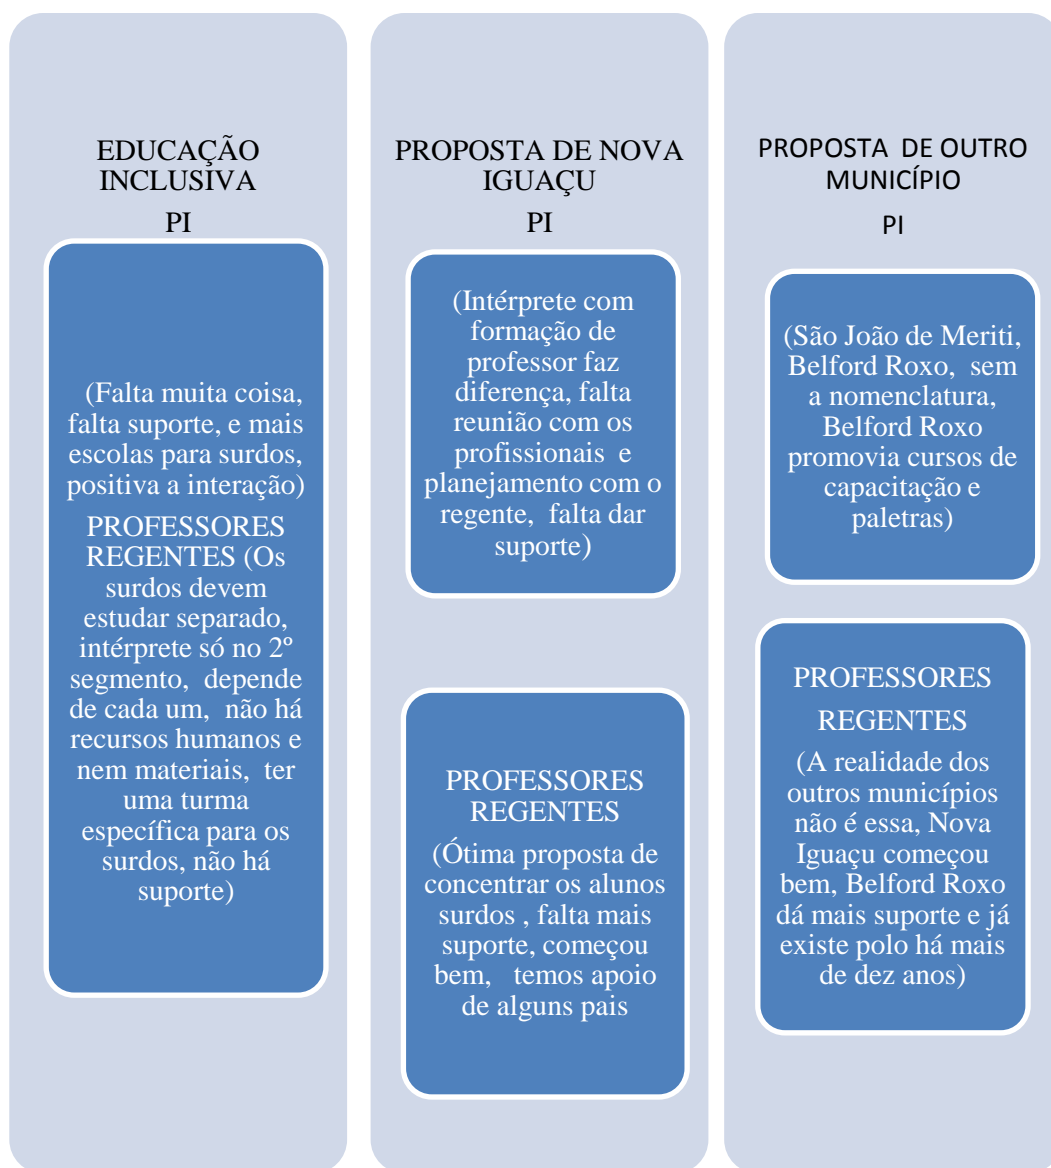 EDUCAÇÃO
INCLUSIVA
PI
(Falta muita coisa,
falta suporte, e mais
escolas para surdos,
positiva a interação)
PROFESSORES
REGENTES (Os
surdos devem
estudar separado,
intérprete só no 2º
segmento, depende
de cada um, não há
recursos humanos e
nem materiais, ter
uma turma
específica para os
surdos, não há
suporte)
PROPOSTA DE NOVA
IGUAÇU
PI
(Intérprete com
formação de
professor faz
diferença, falta
reunião com os
profissionais e
planejamento com o
regente, falta dar
suporte)
PROFESSORES
REGENTES
(Ótima proposta de
concentrar os alunos
surdos , falta mais
suporte, começou
bem, temos apoio
de alguns pais
PROPOSTA DE OUTRO
MUNICÍPIO
PI
(São João de Meriti,
Belford Roxo, sem
a nomenclatura,
Belford Roxo
promovia cursos de
capacitação e
paletras)
PROFESSORES
REGENTES
(A realidade dos
outros municípios
não é essa, Nova
Iguaçu começou
bem, Belford Roxo
dá mais suporte e já
existe polo há mais
de dez anos)